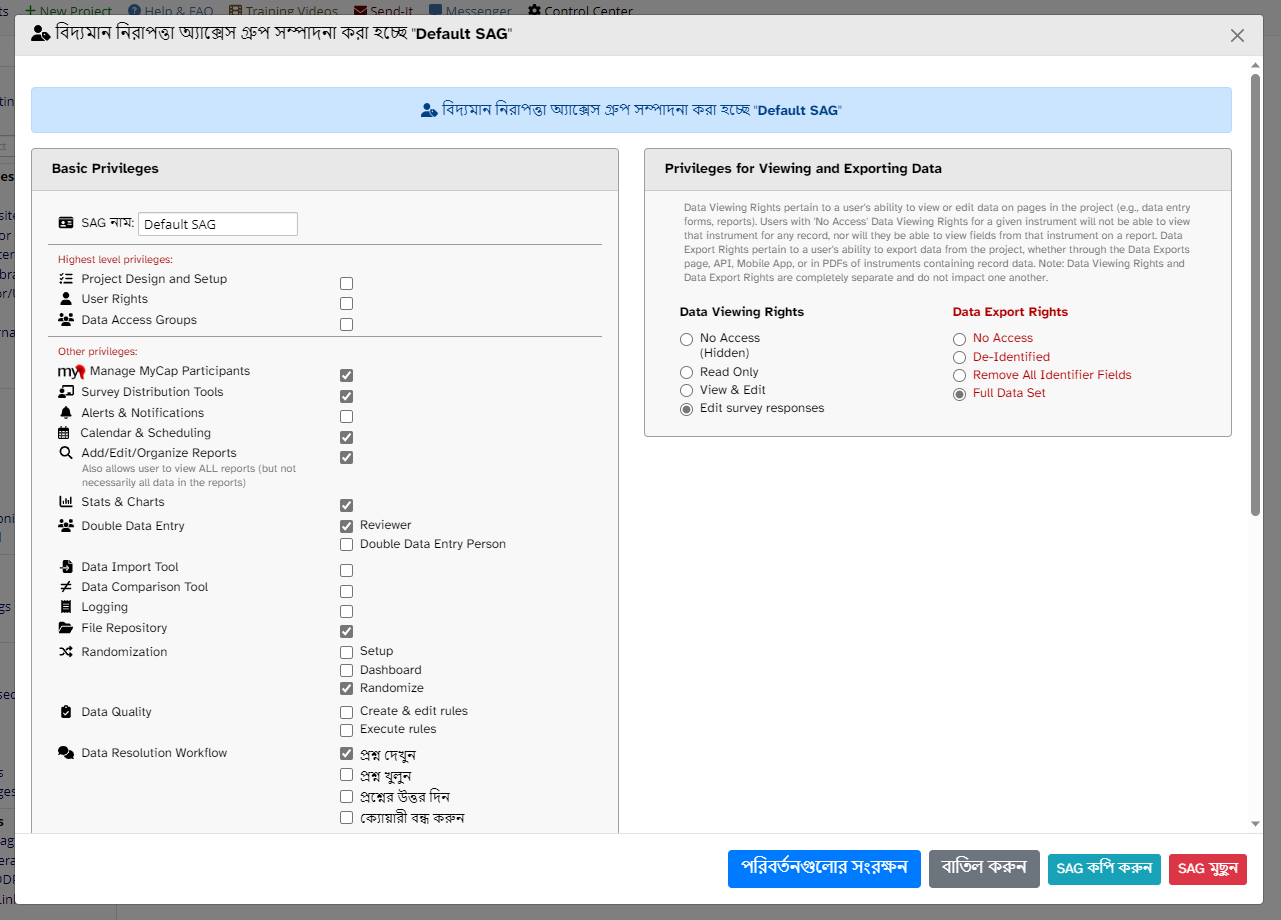 New Project Help & FAQ Training Videos Send-It Messenger Control Center
বিদ্যমান নিরাপত্তা অ্যাক্সেস গ্রুপ সম্পাদনা করা হচ্ছে "Default SAG"
বিদ্যমান নিরাপত্তা অ্যাক্সেস গ্রুপ সম্পাদনা করা হচ্ছে "Default SAG"
Basic Privileges
SAG নাম: Default SAG
Highest level privileges:
Project Design and Setup
User Rights
Data Access Groups
Other privileges:
my Manage MyCap Participants
Survey Distribution Tools
Alerts & Notifications
Calendar & Scheduling
Add/Edit/Organize Reports
Also allows user to view ALL reports (but not
necessarily all data in the reports)
Stats & Charts
Double Data Entry Reviewer
Double Data Entry Person
Data Import Tool
Data Comparison Tool
Logging
File Repository
Randomization Setup
Dashboard
Randomize
Data Quality Create & edit rules
Execute rules
Data Resolution Workflow প্রশ্ন দেখুন
প্রশ্ন খুলুন
প্রশ্নের উত্তর দিন
ক্যোয়ারী বন্ধ করুন
Privileges for Viewing and Exporting Data
Data Viewing Rights pertain to a user's ability to view or edit data on pages in the project (e.g., data entry
forms, reports). Users with 'No Access' Data Viewing Rights for a given instrument will not be able to view
that instrument for any record, nor will they be able to view fields from that instrument on a report. Data
Export Rights pertain to a user's ability to export data from the project, whether through the Data Exports
page, API, Mobile App, or in PDFs of instruments containing record data. Note: Data Viewing Rights and
Data Export Rights are completely separate and do not impact one another.
Data Viewing Rights
No Access
(Hidden)
Read Only
View & Edit
Edit survey responses
Data Export Rights
No Access
De-Identified
Remove All Identifier Fields
Full Data Set
পরিবর্তনগুলোর সংরক্ষন বাতিল করুন SAG কপি করুন SAG মুছুন